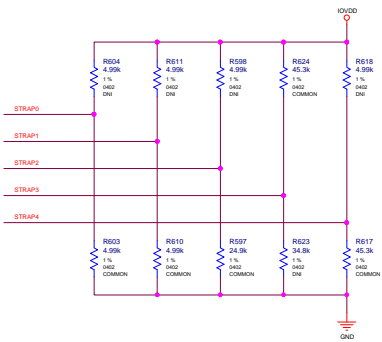 IOVDD
R604
4.99k
1 %
0402
DNI
R611
4.99k
1 %
0402
DNI
R598
4.99k
1 %
0402
DNI
R624
45.3k
1 %
0402
COMMON
R618
4.99k
1 %
0402
DNI
STRAP0
STRAP1
STRAP2
STRAP3
STRAP4
R603
4.99k
1 %
0402
COMMON
R610
4.99k
1 %
0402
COMMON
R597
24.9k
1 %
0402
COMMON
R623
34.8k
1 %
0402
DNI
R617
45.3k
1 %
0402
COMMON
GND